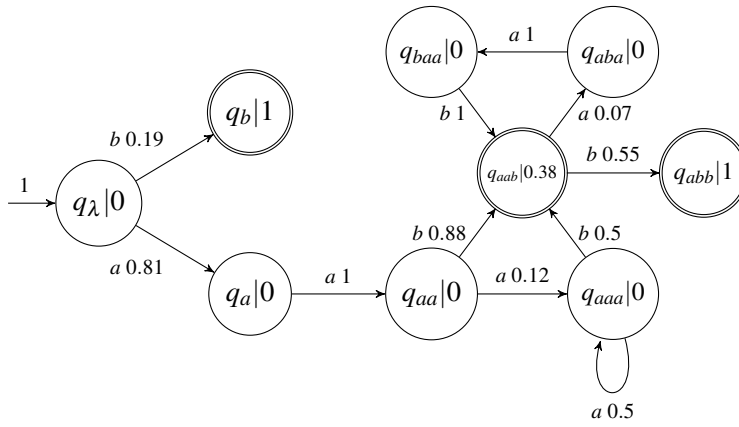 a 1
q_baa|0
q_aba|0
q_b|1
b 1
a 0.07
b 0.19
b 0.55
1
q_aab|0.38
q_abb|1
q_λ|0
a 0.81
b 0.88
b 0.5
a 1
a 0.12
q_a|0
q_aa|0
q_aaa|0
a 0.5